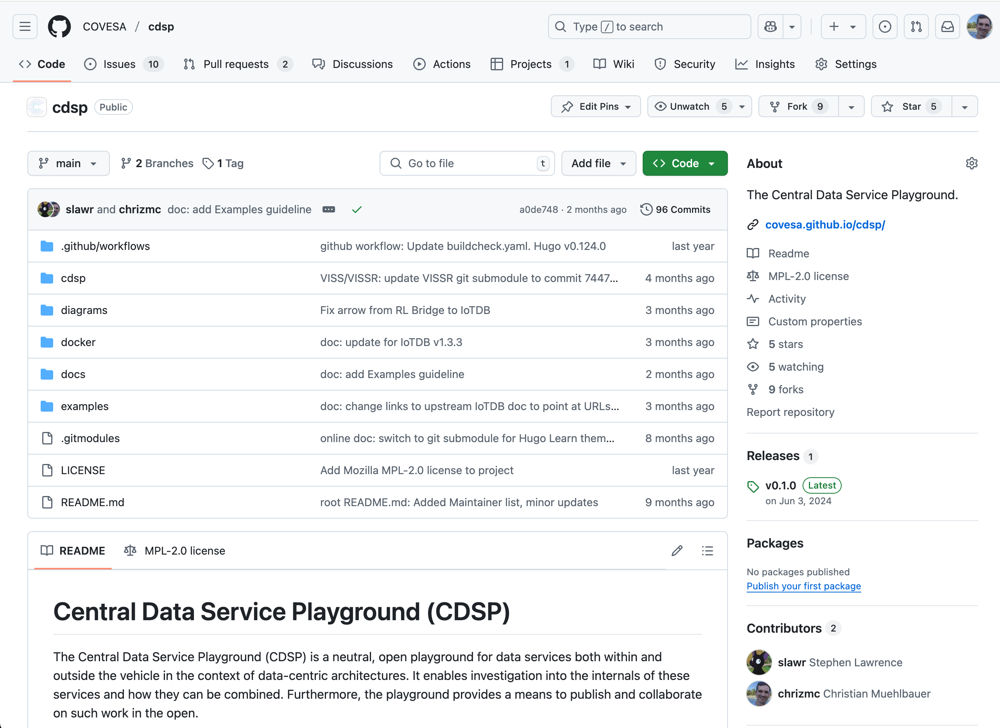 COVESA / cdsp
Type / to search
Code
Issues 10
Pull requests 2
Discussions
Actions
Projects 1
Wiki
Security
Insights
Settings
cdsp Public
Edit Pins
Unwatch 5
Fork 9
Star 5
main
2 Branches
1 Tag
Go to file t
Add file
Code
slawr and chrizmc doc: add Examples guideline
a0de748 · 2 months ago
96 Commits
.github/workflows github workflow: Update buildcheck.yaml. Hugo v0.124.0 last year
cdsp VISS/VISSR: update VISSR git submodule to commit 7447... 4 months ago
diagrams Fix arrow from RL Bridge to IoTDB 3 months ago
docker doc: update for IoTDB v1.3.3 3 months ago
docs doc: add Examples guideline 2 months ago
examples doc: change links to upstream IoTDB doc to point at URLs... 3 months ago
.gitmodules online doc: switch to git submodule for Hugo Learn them... 8 months ago
LICENSE Add Mozilla MPL-2.0 license to project last year
README.md root README.md: Added Maintainer list, minor updates 9 months ago
README
MPL-2.0 license
Central Data Service Playground (CDSP)
The Central Data Service Playground (CDSP) is a neutral, open playground for data services both within and
outside the vehicle in the context of data-centric architectures. It enables investigation into the internals of these
services and how they can be combined. Furthermore, the playground provides a means to publish and collaborate
on such work in the open.
About
The Central Data Service Playground.
covesa.github.io/cdsp/
Readme
MPL-2.0 license
Activity
Custom properties
5 stars
5 watching
9 forks
Report repository
Releases 1
v0.1.0 Latest
on Jun 3, 2024
Packages
No packages published
Publish your first package
Contributors 2
slawr Stephen Lawrence
chrizmc Christian Muehlbauer